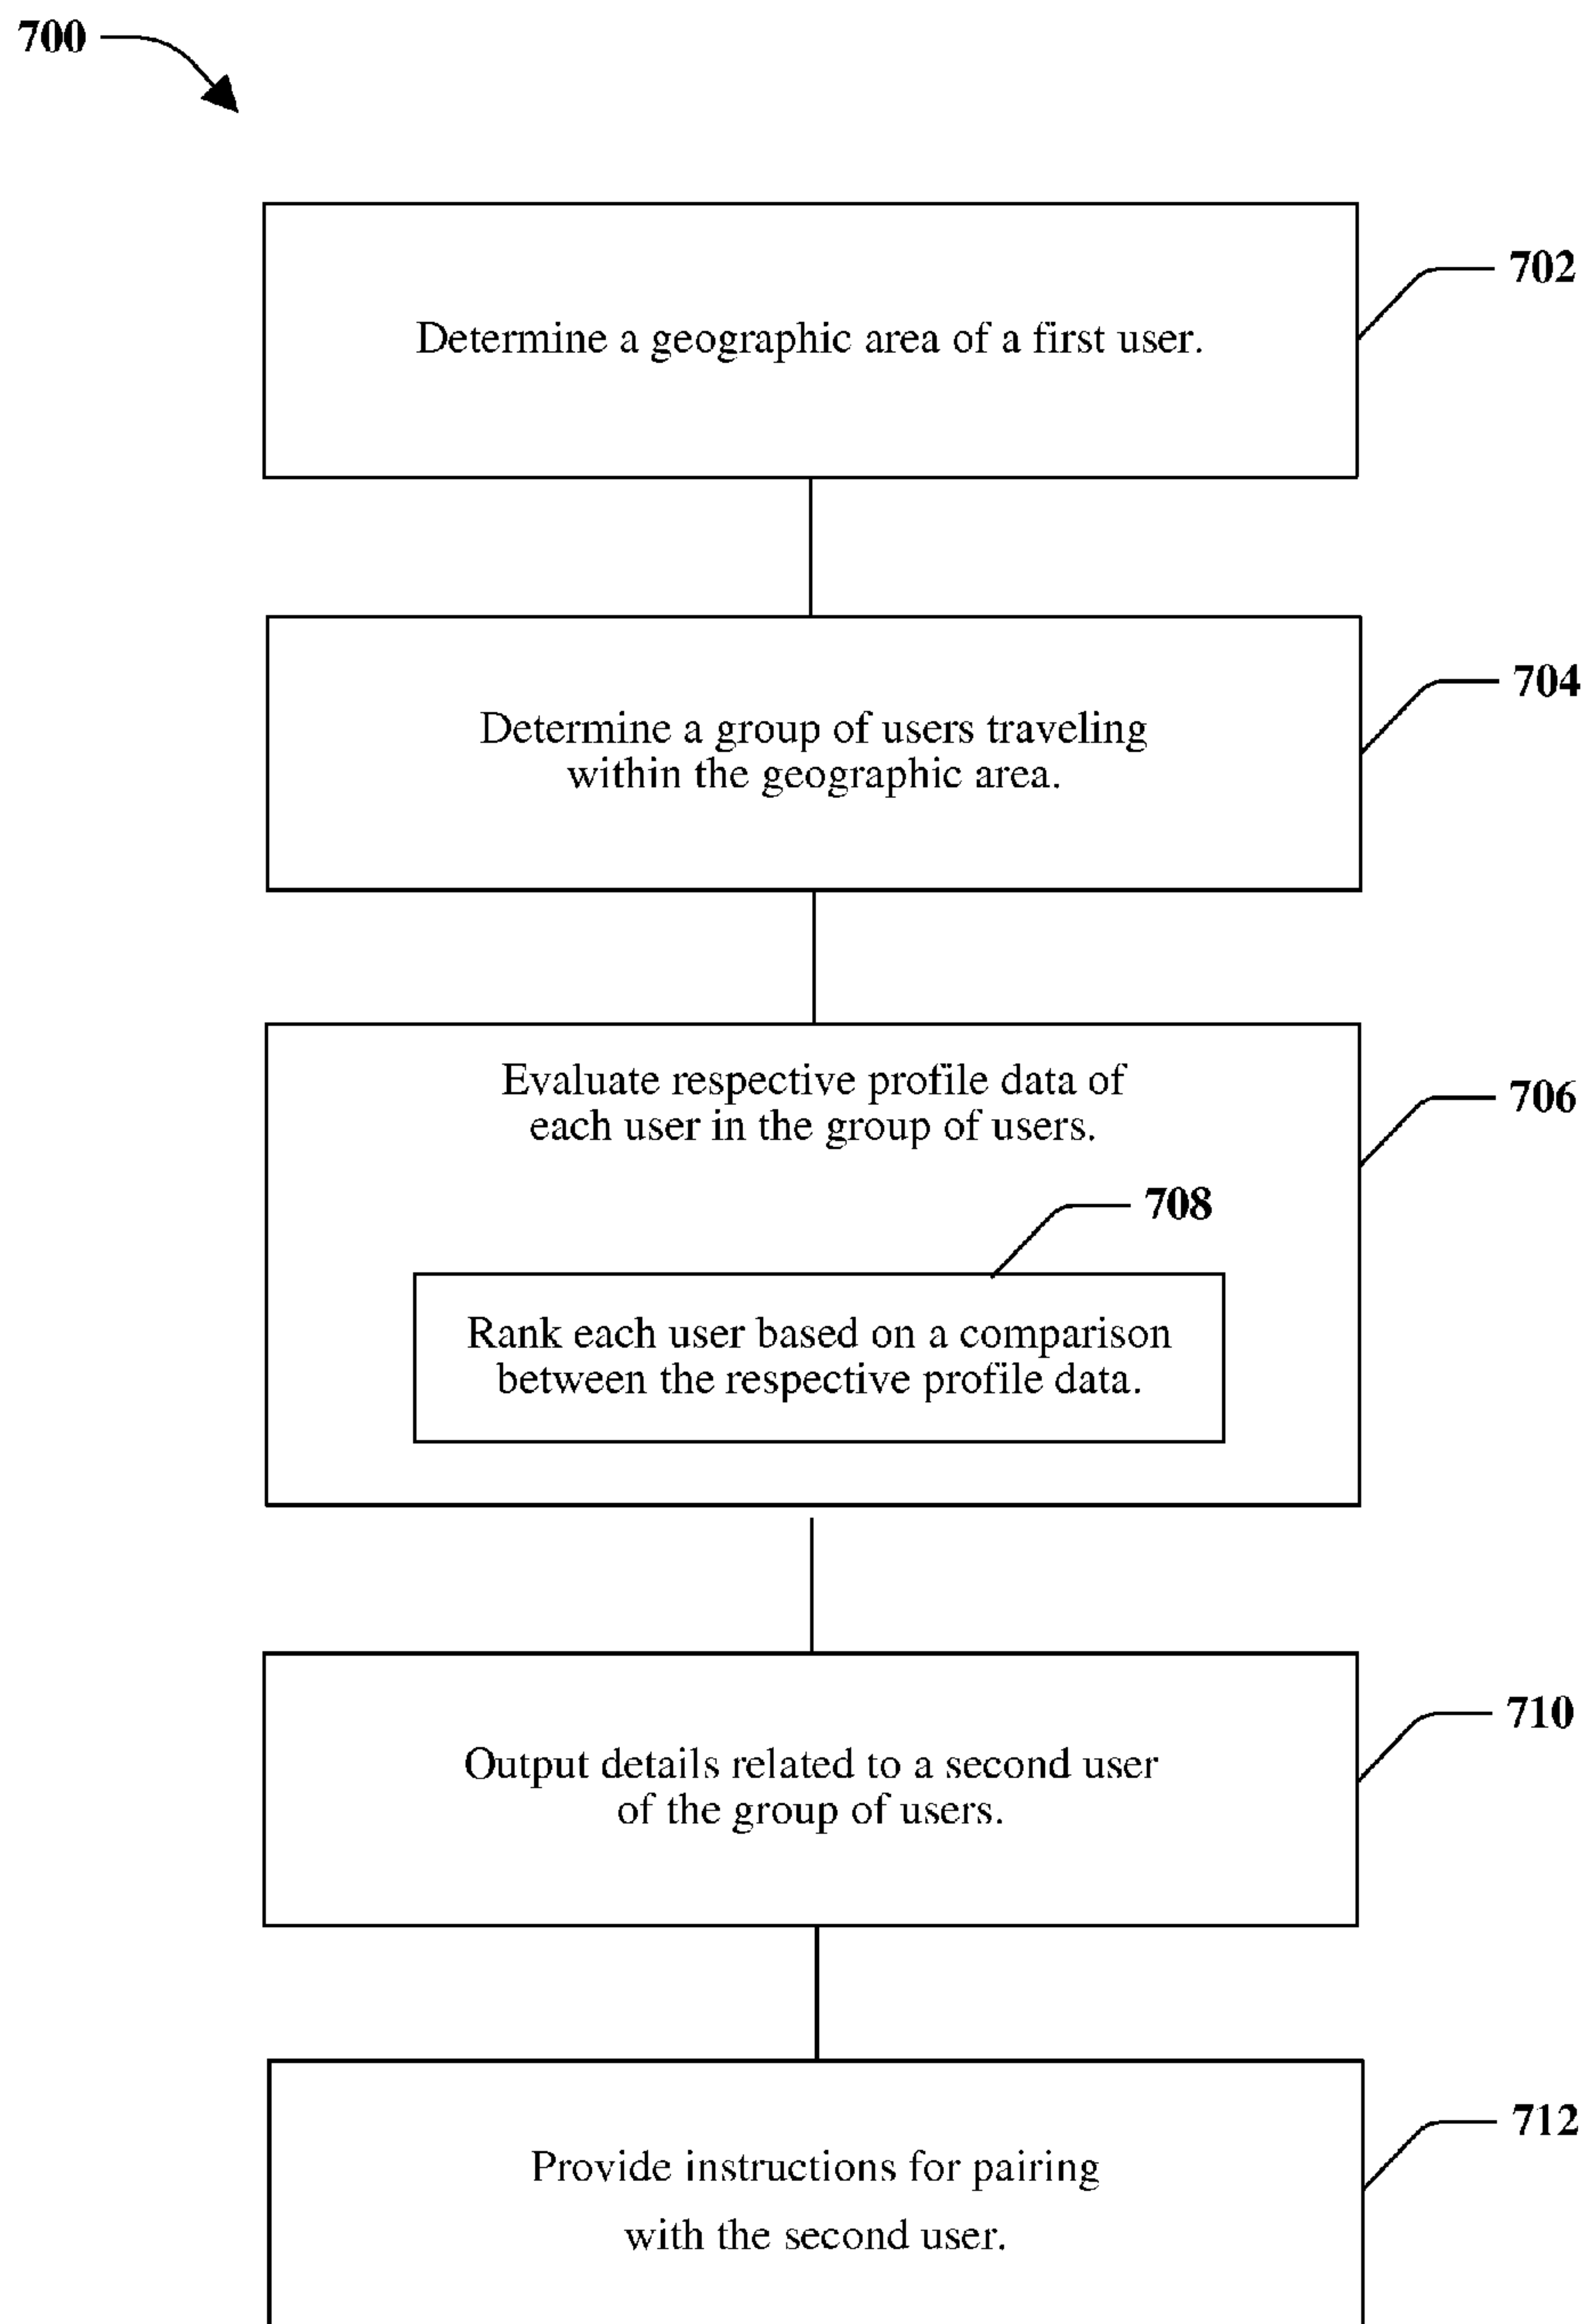 700
702
Determine a geographic area of a first user.
704
Determine a group of users traveling
within the geographic area.
706
Evaluate respective profile data of
each user in the group of users.
708
Rank each user based on a comparison
between the respective profile data.
710
Output details related to a second user
of the group of users.
712
Provide instructions for pairing
with the second user.